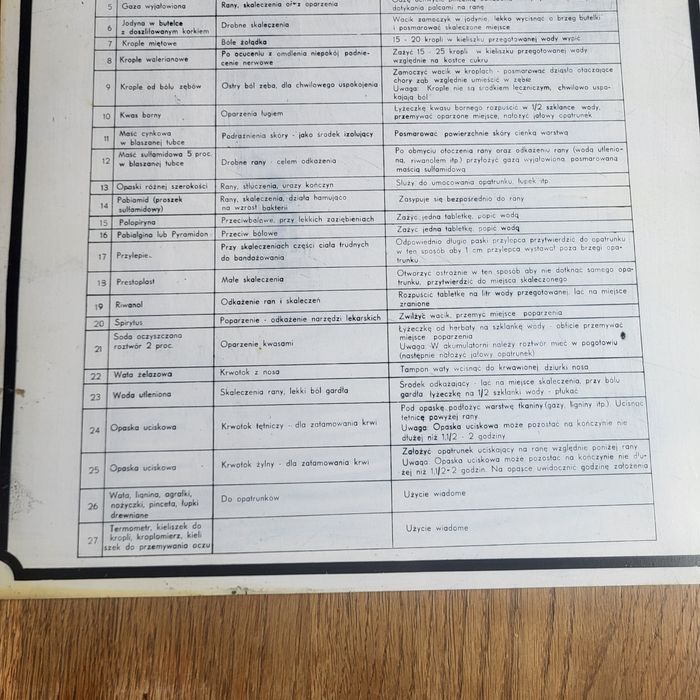 5 Gaza wyjałowiona Rany, skaleczenia oraz oparzenia
dotykania palcami na ranę
6 Jodyna w butelce z doszlifowanym korkiem Drobne skaleczenia Wacik zamoczyć w jodynie, lekko wycisnąć o brzeg butelki
i posmarować skaleczone miejsce
7 Krople miętowe Bóle żołądka 15 - 20 kropli w kieliszku przegotowanej wody wypić
8 Krople walerianowe Po ocuceniu z omdlenia niepokój podnie-
cenie nerwowe
Zażyć 15 - 25 kropli w kieliszku przegotowanej wody
względnie na kostce cukru
9 Krople od bólu zębów Ostry ból zęba, dla chwilowego uspokojenia
Zamoczyć wacik w kroplach - posmarować dziąsło otaczające
chory ząb względnie umieścić w zębie
Uwaga: Krople nie są środkiem leczniczym, chwilowo uspa-
kajają ból
10 Kwas borny Oparzenia ługiem
Łyżeczkę kwasu bornego rozpuścić w 1/2 szklance wody,
przemywać oparzone miejsce, nałożyć jałowy opatrunek
11 Maść cynkowa
w blaszanej tubce
Podrażnienia skóry - jako środek izolujący Posmarować powierzchnię skóry cienką warstwą
12 Maść sulfamidowa 5 proc.
w blaszanej tubce
Drobne rany - celem odkażenia
Po obmyciu otoczenia rany oraz odkażeniu rany (woda utlenio-
na, riwanolem itp.) przyłożyć gazę wyjałowioną, posmarowaną
maścią sulfamidową
13 Opaski różnej szerokości Rany, stłuczenia, urazy kończyn Służy do umocowania opatrunku, łupek itp.
14 Pabiamid (proszek
sulfamidowy)
Rany, skaleczenia, działa hamująco
na wzrost bakterii
Zasypuje się bezpośrednio do rany
15 Polopiryna Przeciwbólowe, przy lekkich zaziębieniach Zażyć jedną tabletkę, popić wodą
16 Pabialgina lub Pyramidon Przeciw bólowe Zażyć jedną tabletkę, popić wodą
17 Przylepiec Przy skaleczeniach części ciała trudnych
do bandażowania
Odpowiednio długie paski przylepca przytwierdzić do opatrunku
w ten sposób aby 1 cm przylepca wystawał poza brzegi opa-
trunku
18 Prestoplast Małe skaleczenia
Otworzyć ostrożnie w ten sposób aby nie dotknąć samego opa-
trunku, przytwierdzić do miejsca skaleczonego
19 Riwanol Odkażenie ran i skaleczeń
Rozpuścić tabletkę na litr wody przegotowanej, lać na miejsce
zranione
20 Spirytus Poparzenie - odkażenie narzędzi lekarskich Zwilżyć wacik, przemyć miejsce poparzenia
21 Soda oczyszczona
roztwór 2 proc.
Oparzenie kwasami
Łyżeczkę od herbaty na szklankę wody - obficie przemywać
miejsce poparzenia
Uwaga: W akumulatorni należy roztwór mieć w pogotowiu
(następnie nałożyć jałowy opatrunek)
22 Wata żelazowa Krwotok z nosa Tampon waty wcisnąć do krwawionej dziurki nosa
23 Woda utleniona Skaleczenia rany, lekki ból gardła
Środek odkażający - lać na miejsce skaleczenia, przy bólu
gardła łyżeczkę na 1/2 szklanki wody - płukać
24 Opaska uciskowa Krwotok tętniczy - dla zatamowania krwi
Pod opaskę podłożyć warstwę tkaniny (gazy, ligniny itp.). Ucisnąć
tętnicę powyżej rany.
Uwaga: Opaska uciskowa może pozostać na kończynie nie
dłużej niż 1.1/2 - 2 godziny
25 Opaska uciskowa Krwotok żylny - dla zatamowania krwi
Założyć opatrunek uciskający na ranę względnie poniżej rany
Uwaga: Opaska uciskowa może pozostać na kończynie nie dłu-
żej niż 1.1/2-2 godzin. Na opasce uwidocznić godzinę założenia
26 Wata, lignina, agrafki,
nożyczki, pinceta, łupki
drewniane
Do opatrunków Użycie wiadome
27 Termometr, kieliszek do
kropli, kroplomierz, kieli
szek do przemywania oczu
Użycie wiadome